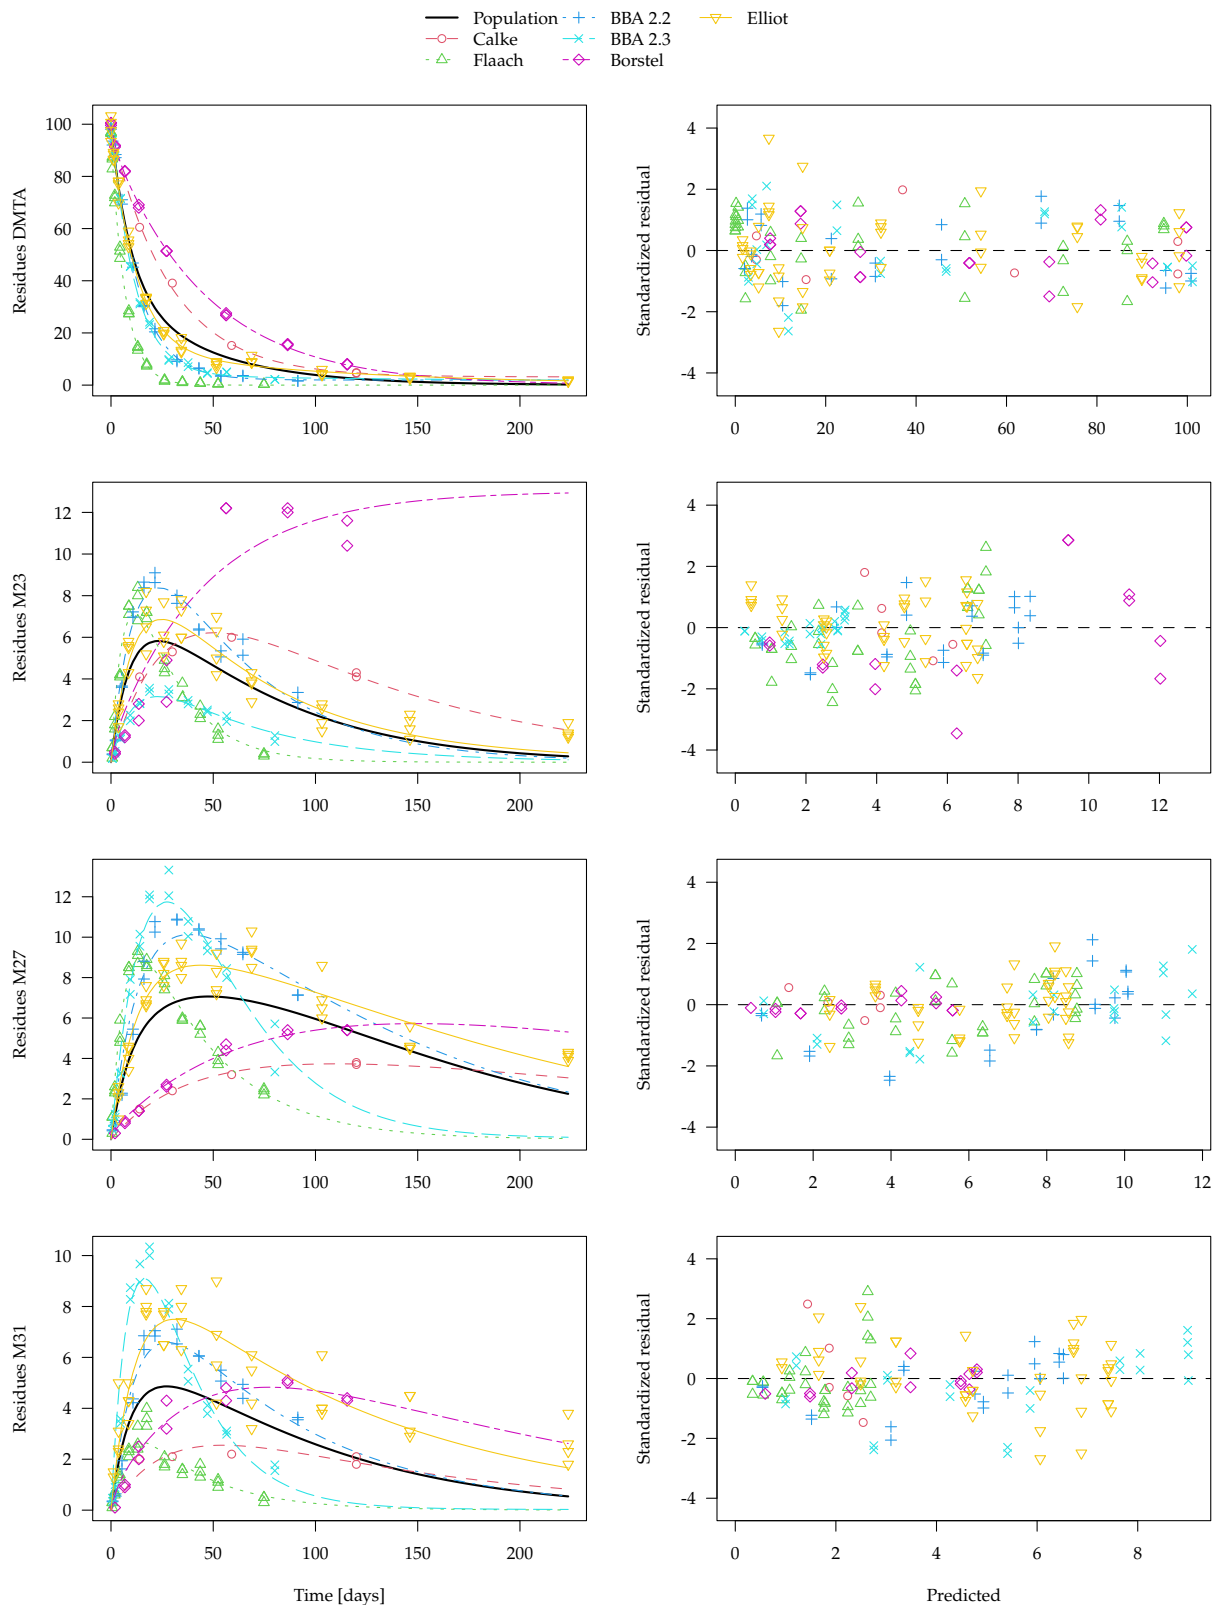 Population BBA 2.2 Elliot
Calke BBA 2.3
Flaach Borstel
Residues DMTA
0 20 40 60 80 100
0 50 100 150 200
Standardized residual
-4 -2 0 2 4
0 20 40 60 80 100
Residues M23
0 2 4 6 8 10 12
0 50 100 150 200
Standardized residual
-4 -2 0 2 4
0 2 4 6 8 10 12
Residues M27
0 2 4 6 8 10 12
0 50 100 150 200
Standardized residual
-4 -2 0 2 4
0 2 4 6 8 10 12
Residues M31
0 2 4 6 8 10
0 50 100 150 200
Time [days]
Standardized residual
-4 -2 0 2 4
0 2 4 6 8
Predicted